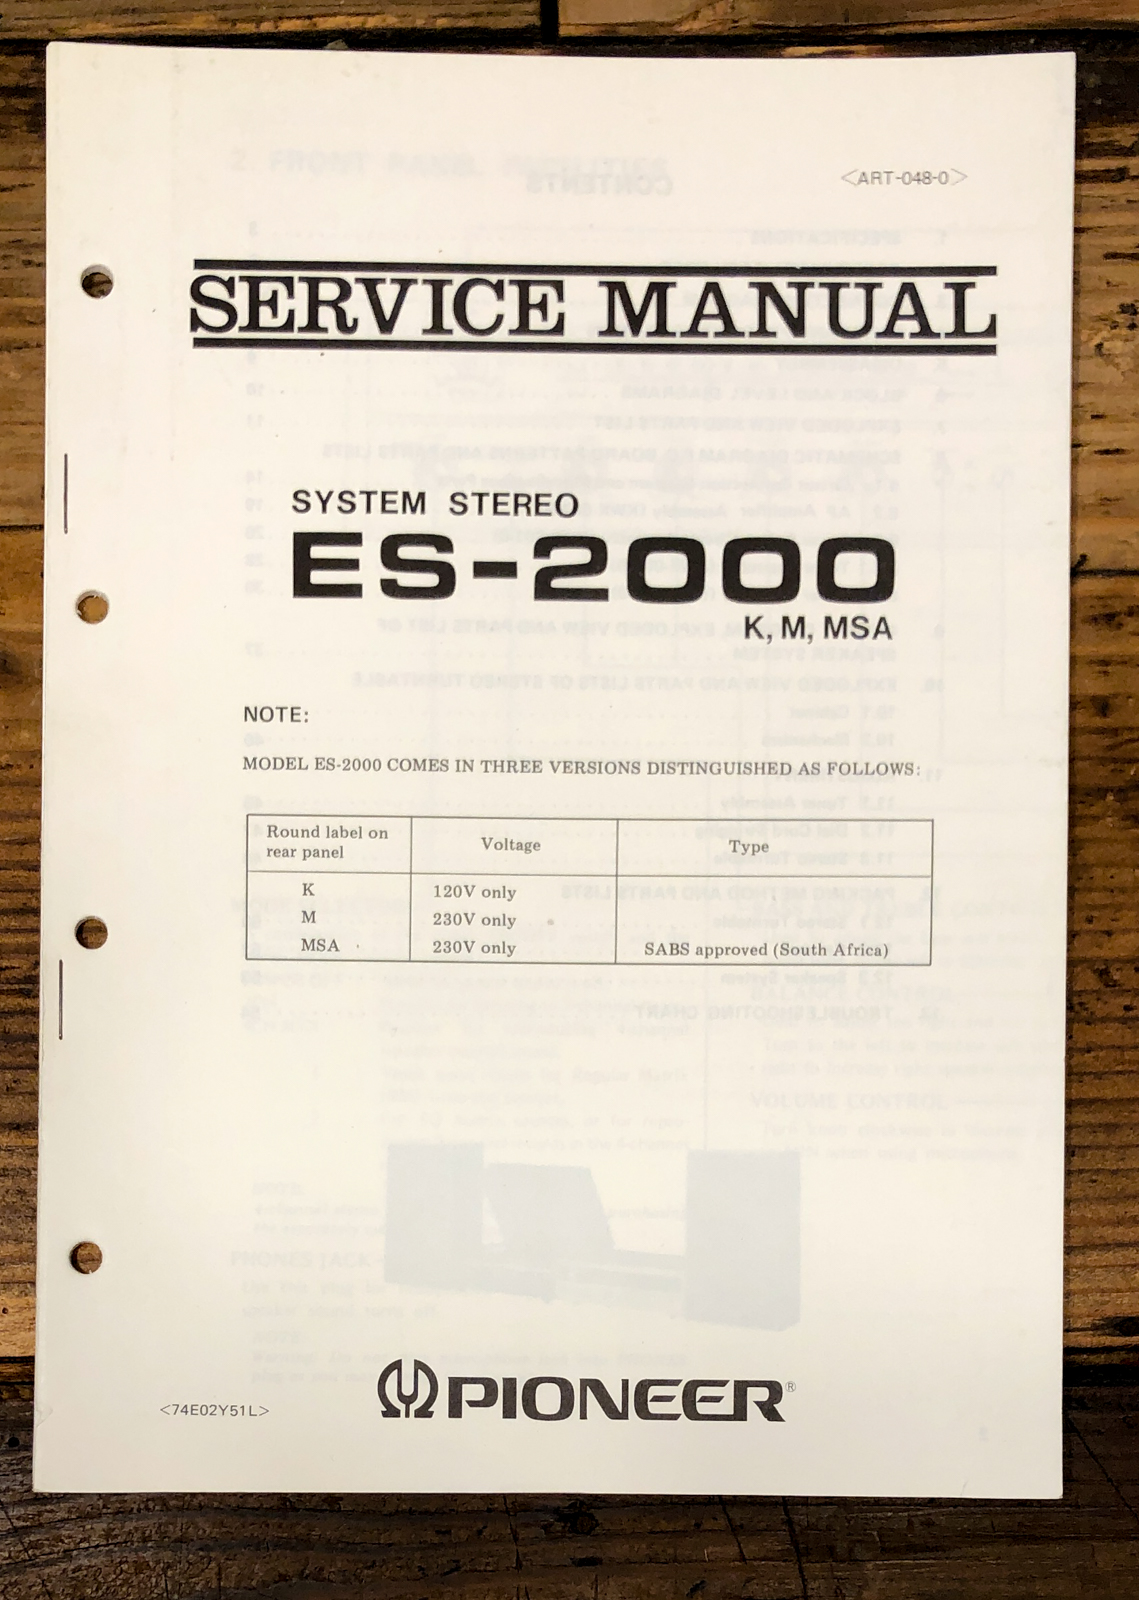 <ART-048-0>
SERVICE MANUAL
SYSTEM STEREO
ES-2000
K, M, MSA
NOTE:
MODEL ES-2000 COMES IN THREE VERSIONS DISTINGUISHED AS FOLLOWS:
Round label on rear panel Voltage Type
K 120V only
M 230V only
MSA 230V only SABS approved (South Africa)
PIONEER®
<74E02Y51L>